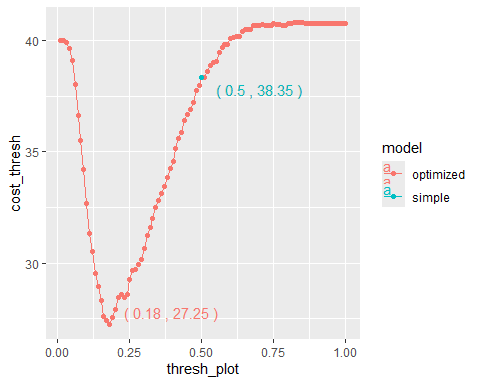 40
35
30
cost_thresh
( 0.5 , 38.35 )
( 0.18 , 27.25 )
0.00 0.25 0.50 0.75 1.00
thresh_plot
model
a
a optimized
a simple